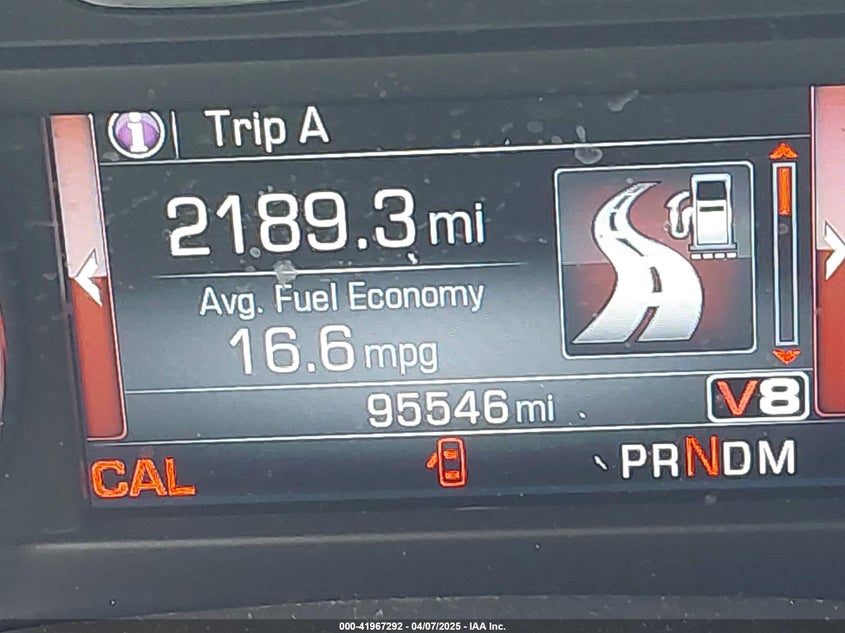 i Trip A
2189.3 mi
Avg. Fuel Economy
16.6 mpg
95546 mi V8
CAL PRNDM
000-41967292 - 04/07/2025 - IAA Inc.